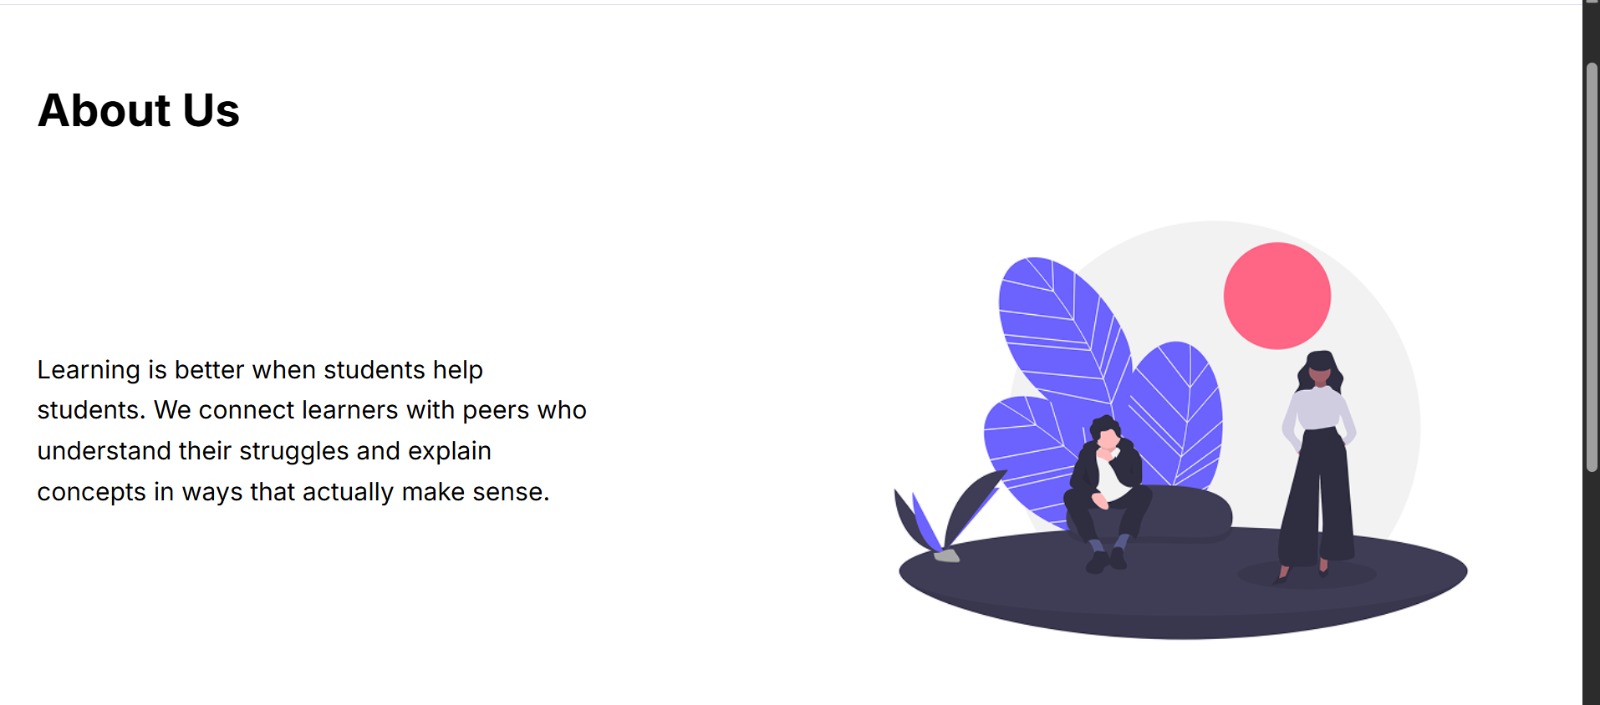 About Us
Learning is better when students help
students. We connect learners with peers who
understand their struggles and explain
concepts in ways that actually make sense.